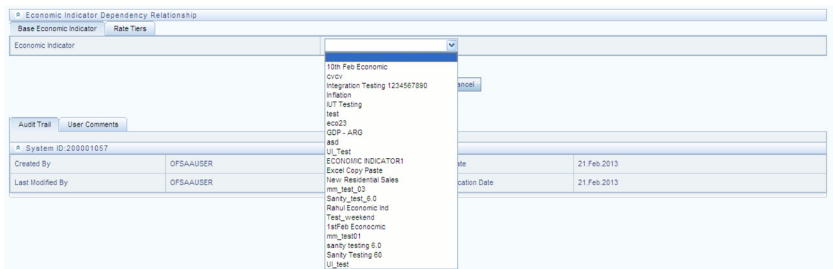 Economic Indicator Dependency Relationship
Base Economic Indicator Rate Tiers
Economic Indicator
10th Feb Economic
cvcv
Integration Testing 1234567890
ancel
Inflation
IUT Testing
test
eco23
Audit Trail User Comments
GDP - ARG
asd
System ID:200001057
UI_Test
ECONOMIC INDICATOR1
Created By OFSAAUSER ate 21.Feb.2013
Excel Copy Paste
New Residential Sales
Last Modified By OFSAAUSER cation Date 21.Feb.2013
mm_test_03
Sanity_test_6.0
Rahul Economic Ind
Test_weekend
1stFeb Econocmic
mm_test01
sanity testing 6.0
Sanity Testing 60
UI_test